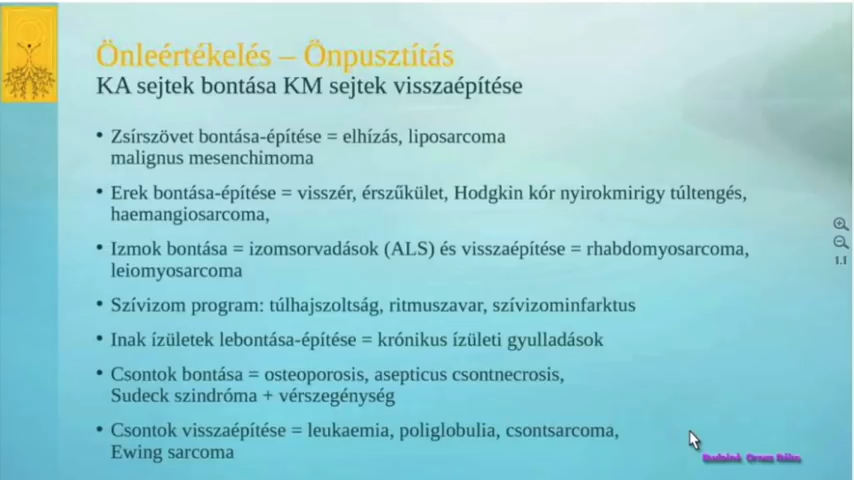 Önleértékelés – Önpusztítás
KA sejtek bontása KM sejtek visszaépítése
• Zsírszövet bontása-építése = elhízás, liposarcoma
malignus mesenchimoma
• Erek bontása-építése = visszér, érszűkület, Hodgkin kór nyirokmirigy túltengés,
haemangiosarcoma,
• Izmok bontása = izomsorvadások (ALS) és visszaépítése = rhabdomyosarcoma,
leiomyosarcoma
• Szívizom program: túlhajszoltság, ritmuszavar, szívizominfarktus
• Inak ízületek lebontása-építése = krónikus ízületi gyulladások
• Csontok bontása = osteoporosis, asepticus csontnecrosis,
Sudeck szindróma + vérszegénység
• Csontok visszaépítése = leukaemia, poliglobulia, csontsarcoma,
Ewing sarcoma
1:1